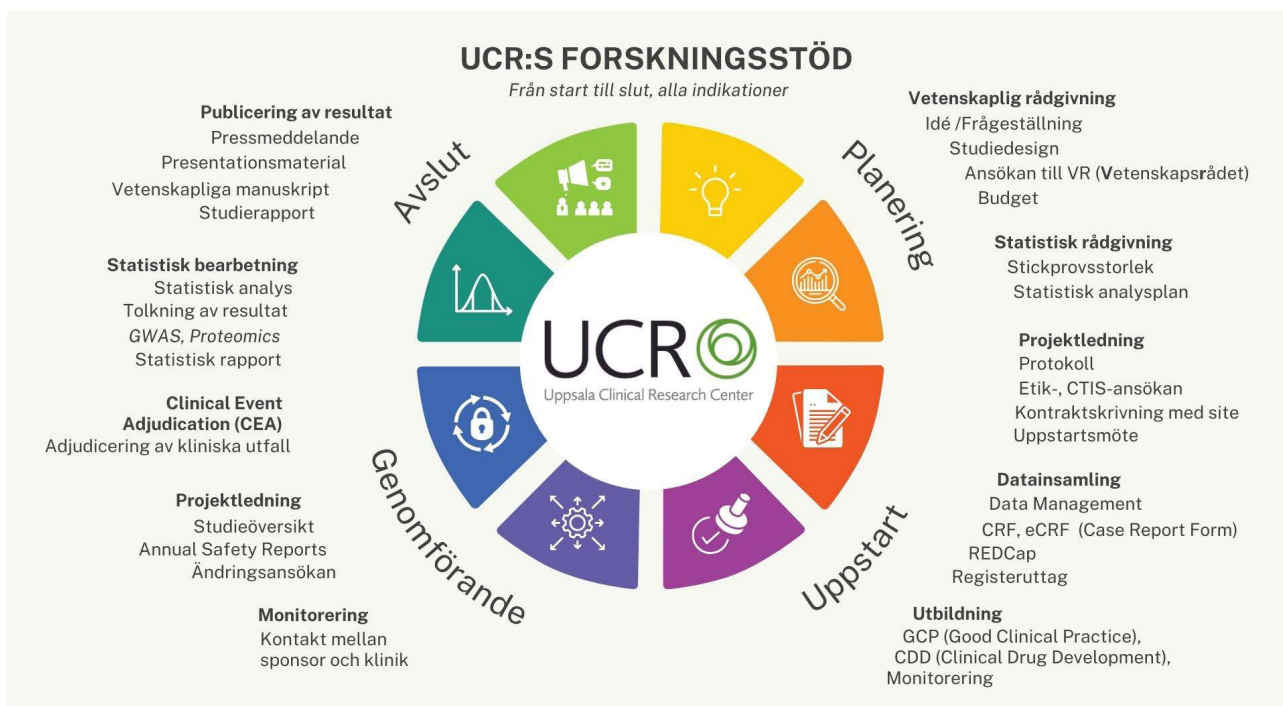 UCR:S FORSKNINGSSTÖD
Från start till slut, alla indikationer
Planering
Vetenskaplig rådgivning
Idé /Frågeställning
Studiedesign
Ansökan till VR (Vetenskapsrådet)
Budget
Statistisk rådgivning
Stickprovsstorlek
Statistisk analysplan
Uppstart
Projektledning
Protokoll
Etik-, CTIS-ansökan
Kontraktskrivning med site
Uppstartsmöte
Datainsamling
Data Management
CRF, eCRF (Case Report Form)
REDCap
Registeruttag
Utbildning
GCP (Good Clinical Practice),
CDD (Clinical Drug Development),
Monitorering
Genomförande
Monitorering
Kontakt mellan
sponsor och klinik
Projektledning
Studieöversikt
Annual Safety Reports
Ändringsansökan
Clinical Event
Adjudication (CEA)
Adjudicering av kliniska utfall
Avslut
Statistisk bearbetning
Statistisk analys
Tolkning av resultat
GWAS, Proteomics
Statistisk rapport
Publicering av resultat
Pressmeddelande
Presentationsmaterial
Vetenskapliga manuskript
Studierapport
UCR
Uppsala Clinical Research Center